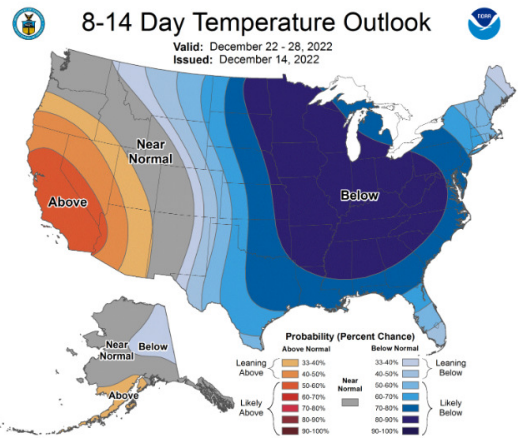 8-14 Day Temperature Outlook
Valid: December 22 - 28, 2022
Issued: December 14, 2022
NOAA
Near
Normal
Above
Below
Near
Normal
Below
Above
Probability (Percent Chance)
Above Normal
Below Normal
Leaning
Above
33-40%
40-50%
50-60%
Likely
Above
60-70%
70-80%
80-90%
90-100%
Near
Normal
33-40%
40-50%
50-60%
Leaning
Below
60-70%
70-80%
80-90%
90-100%
Likely
Below